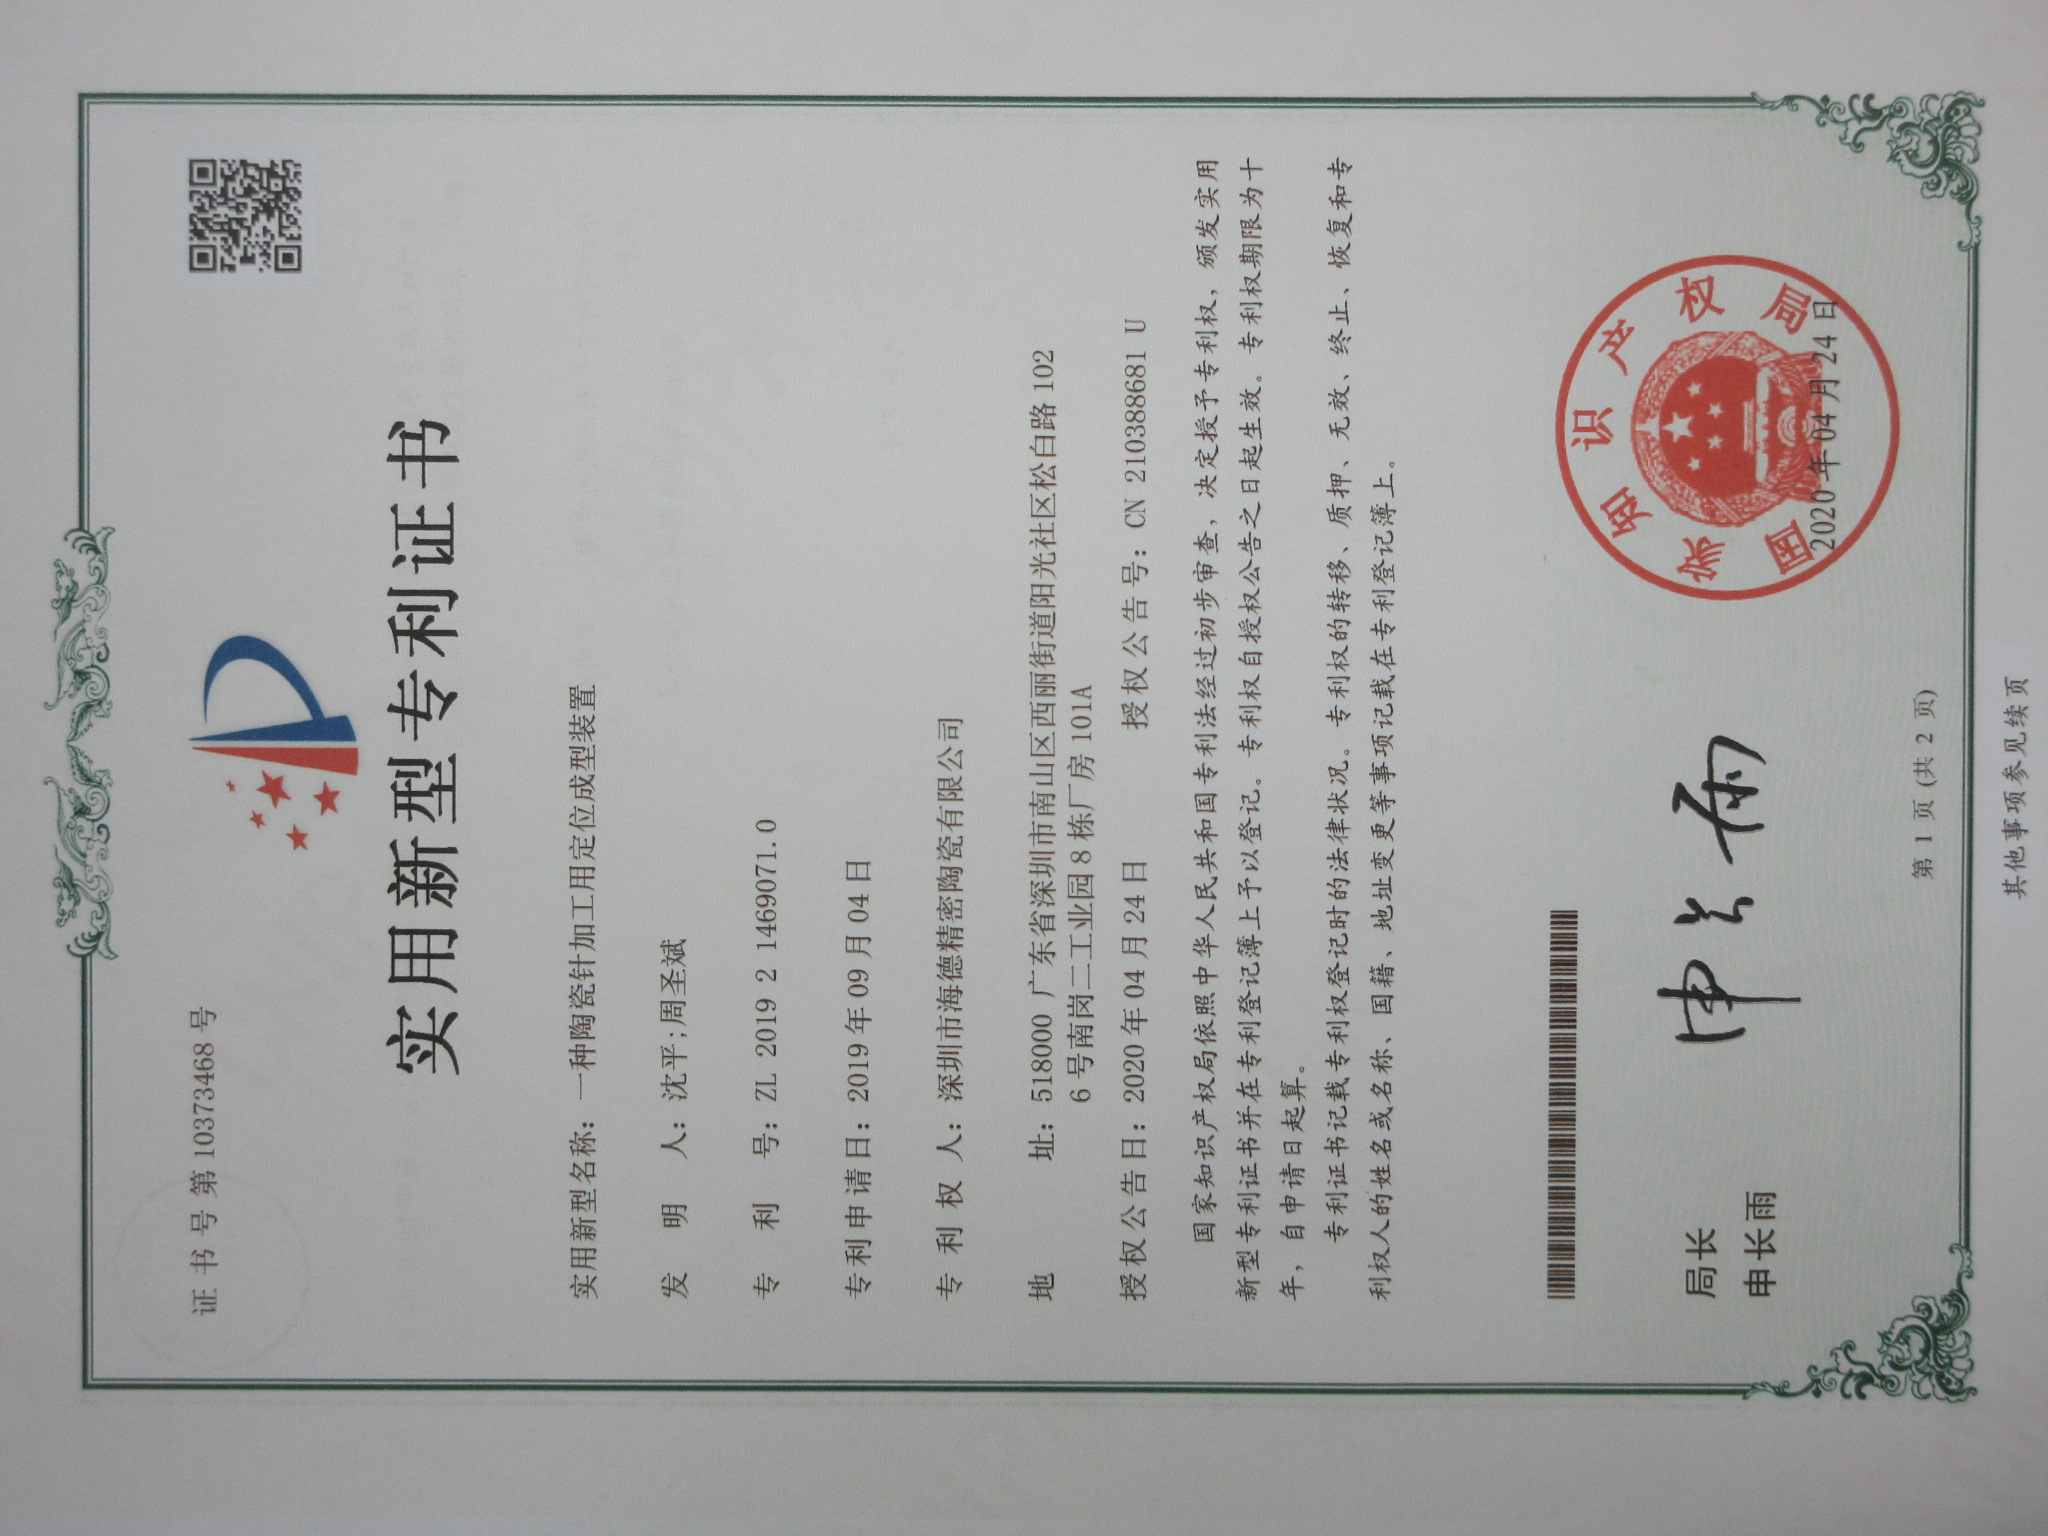 证书号第10373468号
实用新型专利证书
实用新型名称：一种陶瓷针加工用定位成型装置
发明人：沈平;周圣斌
专利号：ZL 2019 2 1469071.0
专利申请日：2019年09月04日
专利权人：深圳市海德精密陶瓷有限公司
地址：518000 广东省深圳市南山区西丽街道阳光社区松白路102
6号南岗二工业园8栋厂房101A
授权公告日：2020年04月24日 授权公告号：CN 210388681 U
国家知识产权局依照中华人民共和国专利法经过初步审查，决定授予专利权，颁发实用
新型专利证书并在专利登记簿上予以登记。专利权自授权公告之日起生效。专利权期限为十
年，自申请日起算。
专利证书记载专利权登记时的法律状况。专利权的转移、质押、无效、终止、恢复和专
利权人的姓名或名称、国籍、地址变更等事项记载在专利登记簿上。
局长
申长雨
申长雨
国家知识产权局
2020年04月24日
第 1 页 (共 2 页)
其他事项参见续页